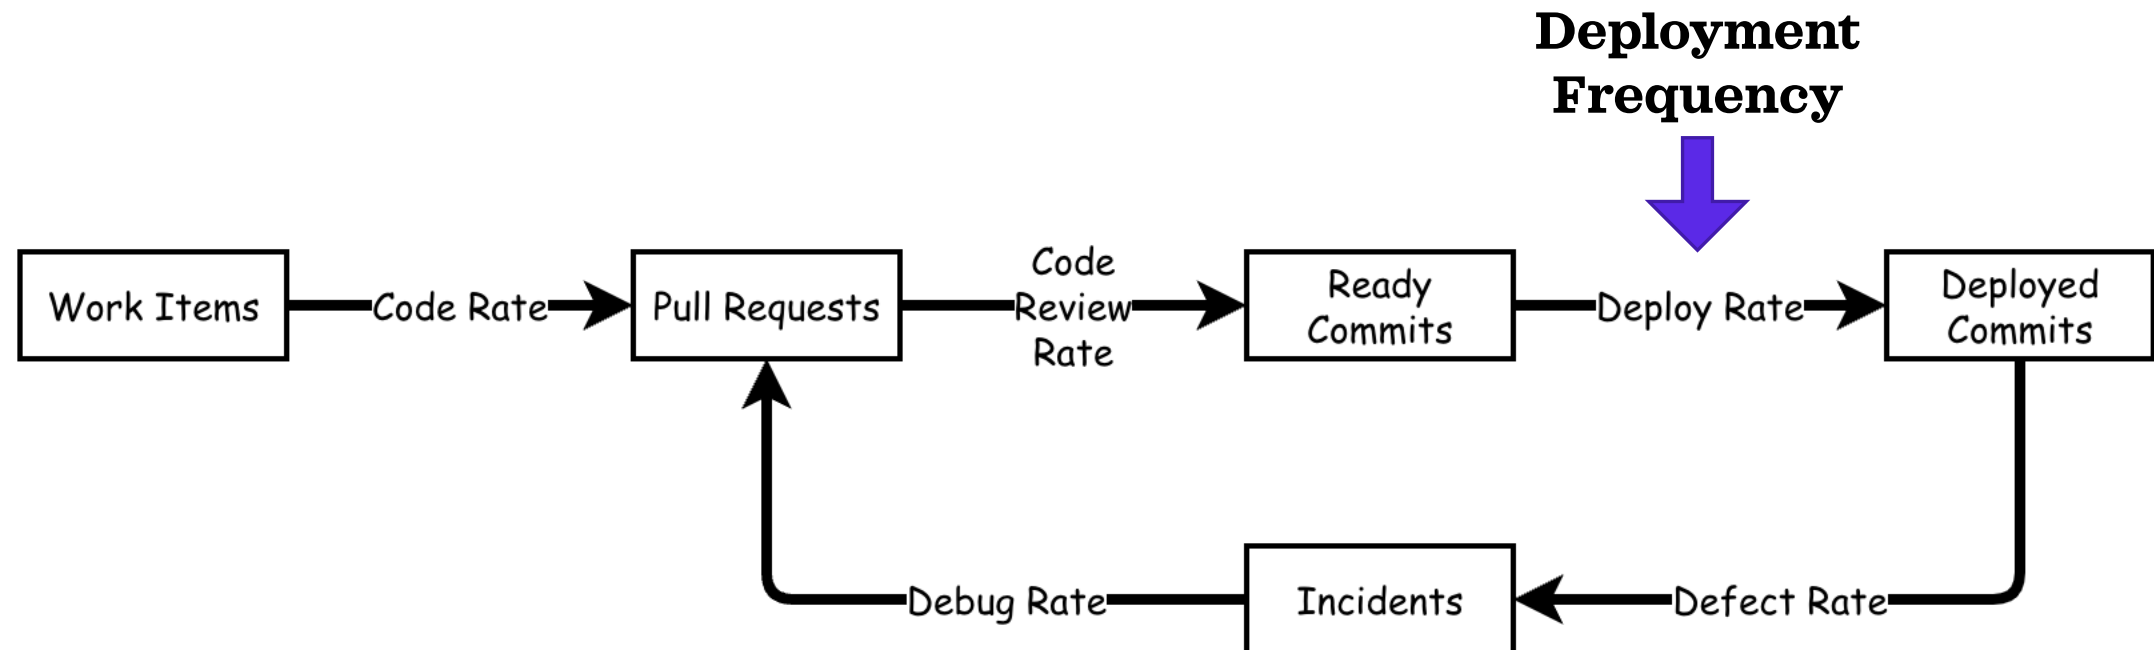 Deployment
Frequency
Work Items
Code Rate
Pull Requests
Code
Review
Rate
Ready
Commits
Deploy Rate
Deployed
Commits
Debug Rate
Incidents
Defect Rate